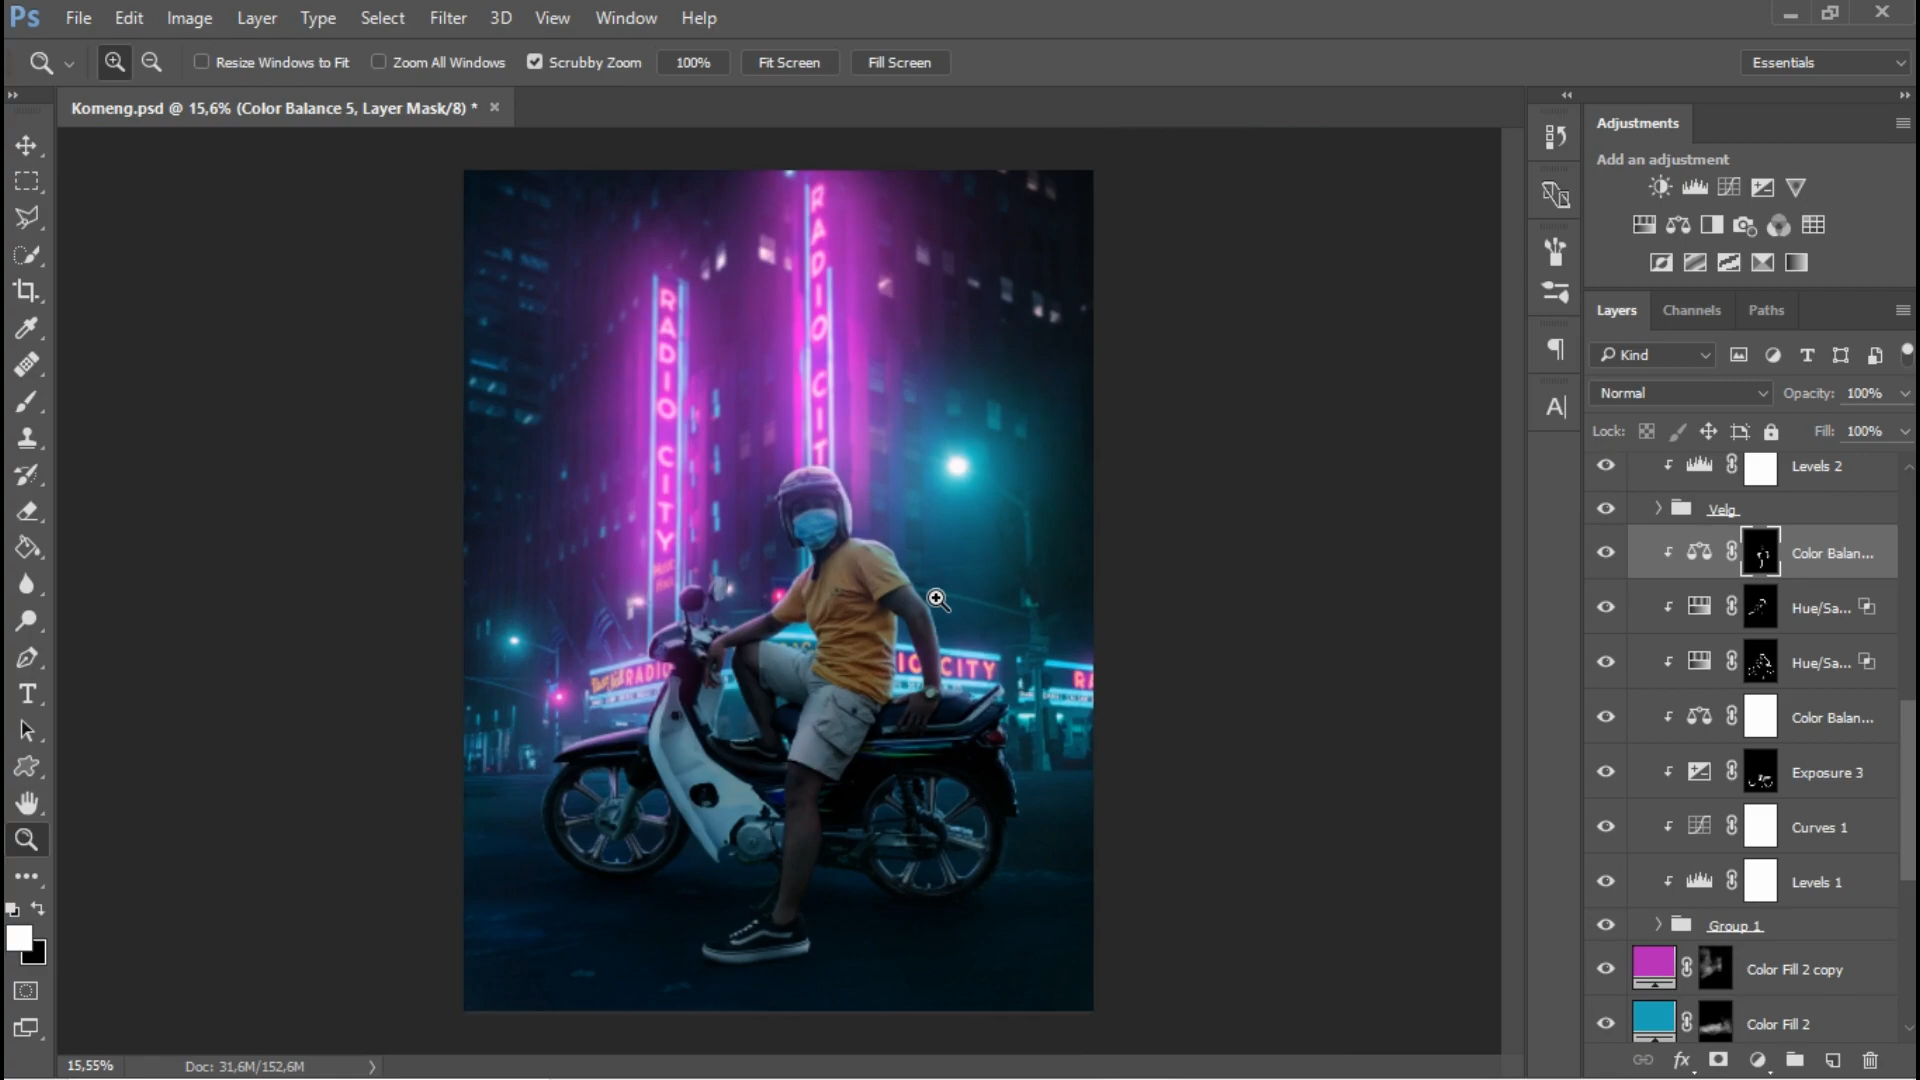 Ps File Edit Image Layer Type Select Filter 3D View Window Help
Resize Windows to Fit Zoom All Windows Scrubby Zoom 100% Fit Screen Fill Screen Essentials
Komeng.psd @ 15,6% (Color Balance 5, Layer Mask/8) *
Adjustments
Add an adjustment
Layers Channels Paths
Kind
Normal Opacity: 100%
Lock: Fill: 100%
Levels 2
Velg
Color Balan...
Hue/Sa...
Hue/Sa...
Color Balan...
Exposure 3
Curves 1
Levels 1
Group 1
Color Fill 2 copy
Color Fill 2
fx
RADIO CITY
RADIO CIT
RADIO
CITY
R
15,55% Doc: 31,6M/152,6M